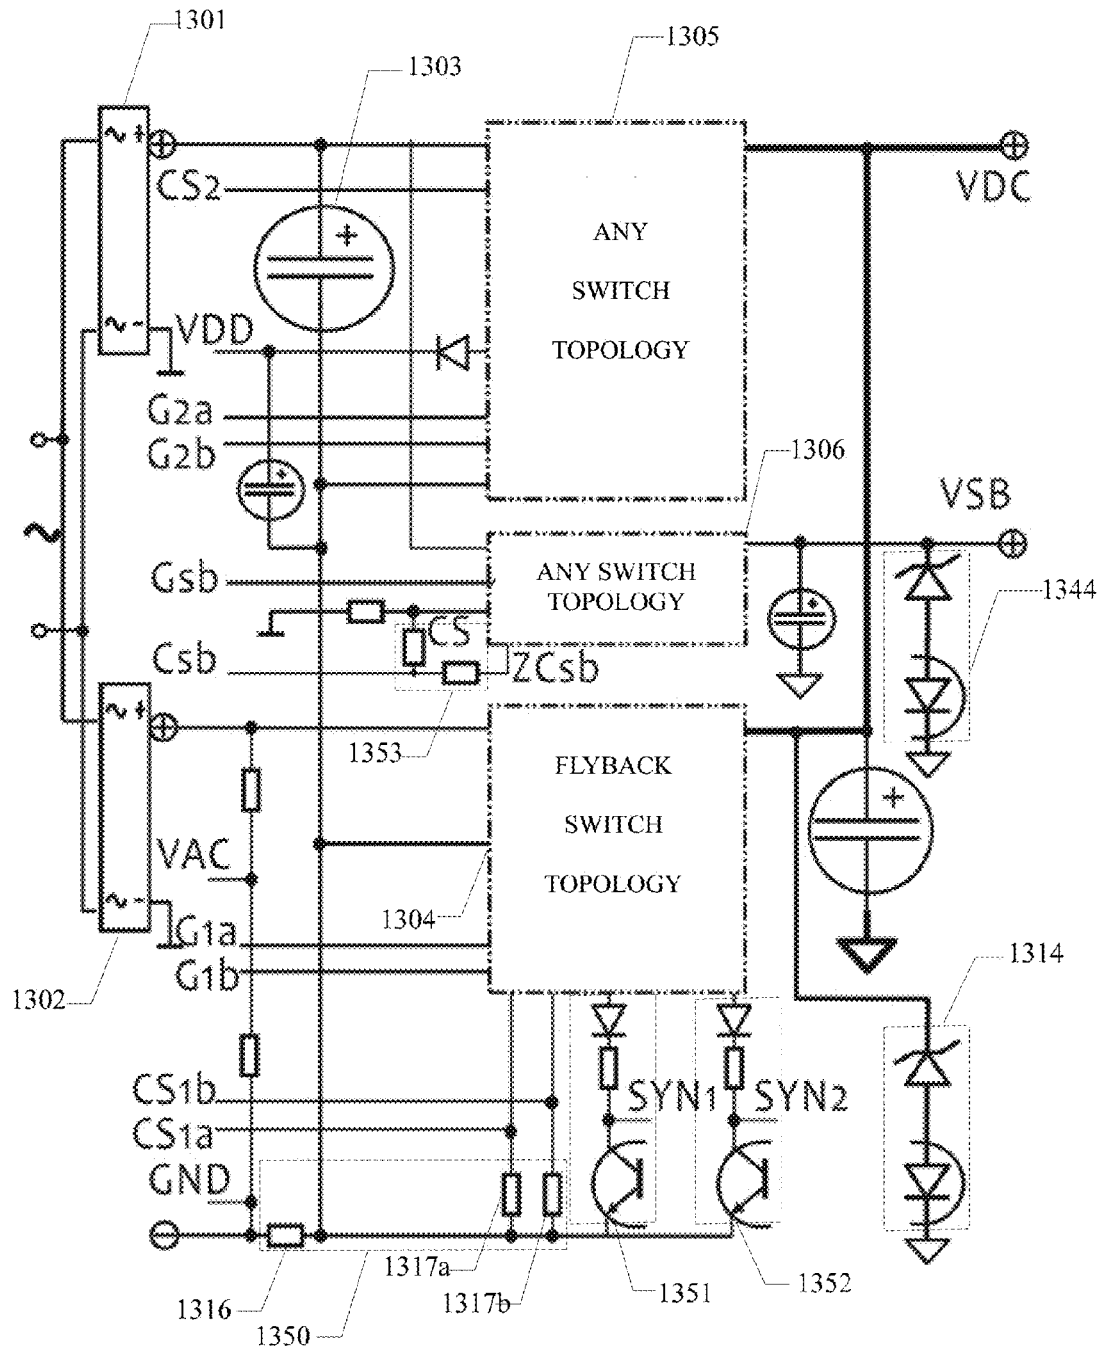 1301
1305
1303
~ +
CS2
VDC
ANY
SWITCH
TOPOLOGY
+
~ -
VDD
G2a
G2b
1306
+
VSB
~
Gsb
ANY SWITCH
TOPOLOGY
1344
+
CS
Csb
ZCsb
~ +
1353
FLYBACK
SWITCH
TOPOLOGY
+
VAC
~ -
1304
G1a
G1b
1302
1314
CS1b
SYN1
SYN2
CS1a
GND
1317a
1351
1352
1316
1317b
1350